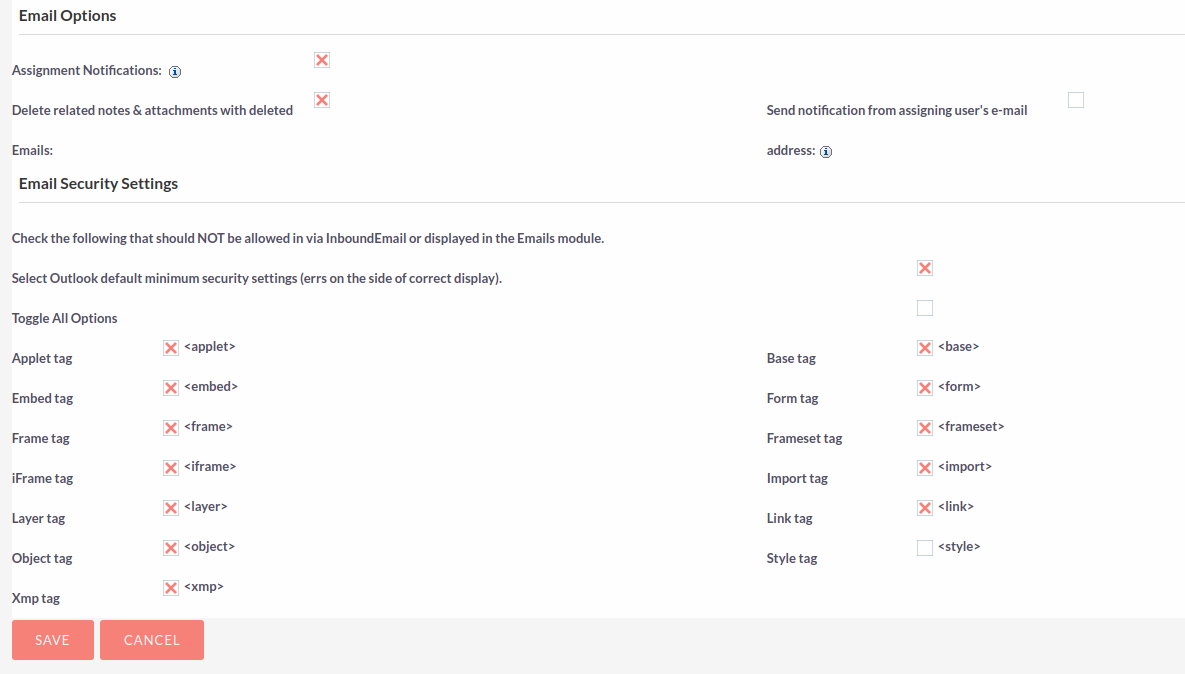 Email Options
Assignment Notifications:
Delete related notes & attachments with deleted
Emails:
Send notification from assigning user's e-mail
address:
Email Security Settings
Check the following that should NOT be allowed in via InboundEmail or displayed in the Emails module.
Select Outlook default minimum security settings (errs on the side of correct display).
Toggle All Options
Applet tag <applet> Base tag <base>
Embed tag <embed> Form tag <form>
Frame tag <frame> Frameset tag <frameset>
iFrame tag <iframe> Import tag <import>
Layer tag <layer> Link tag <link>
Object tag <object> Style tag <style>
Xmp tag <xmp>
SAVE CANCEL